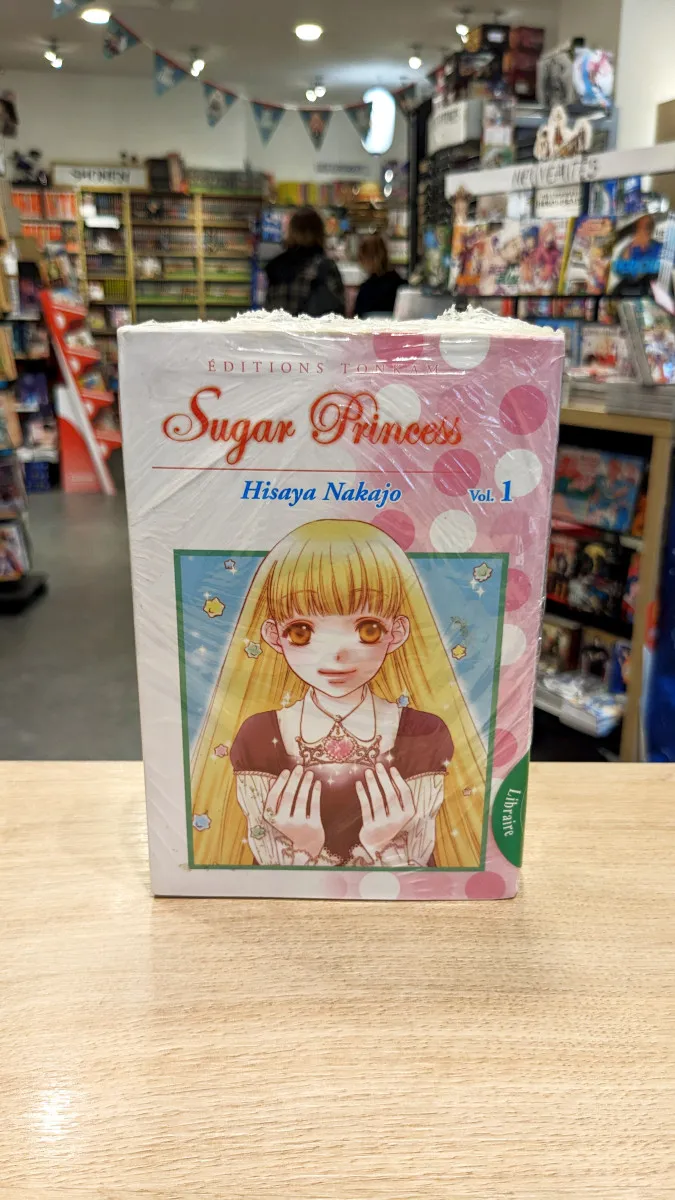 NOUVEAUTÉS
ÉDITIONS TONKAM
Sugar Princess
Hisaya Nakajo
Vol. 1
Libraire